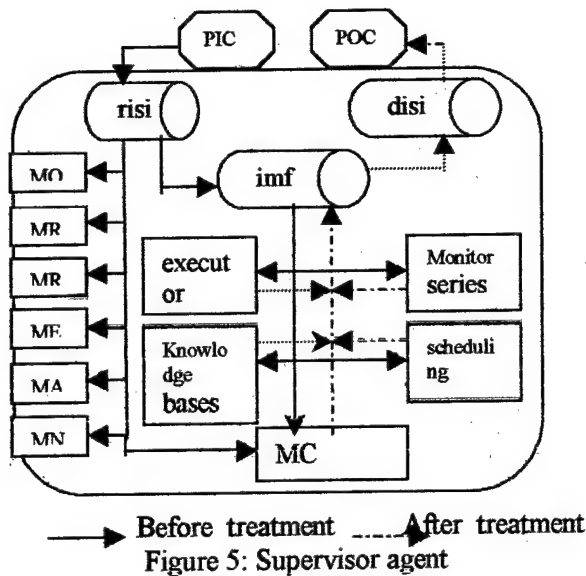 PIC
POC
risi
disi
imf
MO
MR
MR
ME
MA
MN
execut
or
Monitor
series
Knowlo
dge
bases
scheduli
ng
MC
Before treatment
After treatment
Figure 5: Supervisor agent